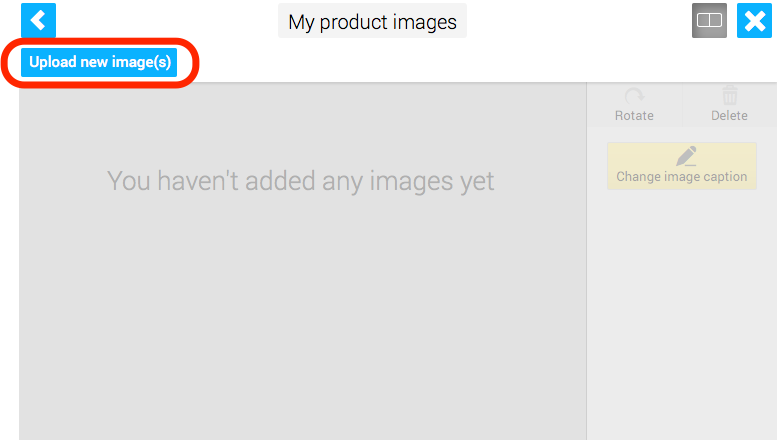 My product images
Upload new image(s)
Rotate
Delete
You haven't added any images yet
Change image caption